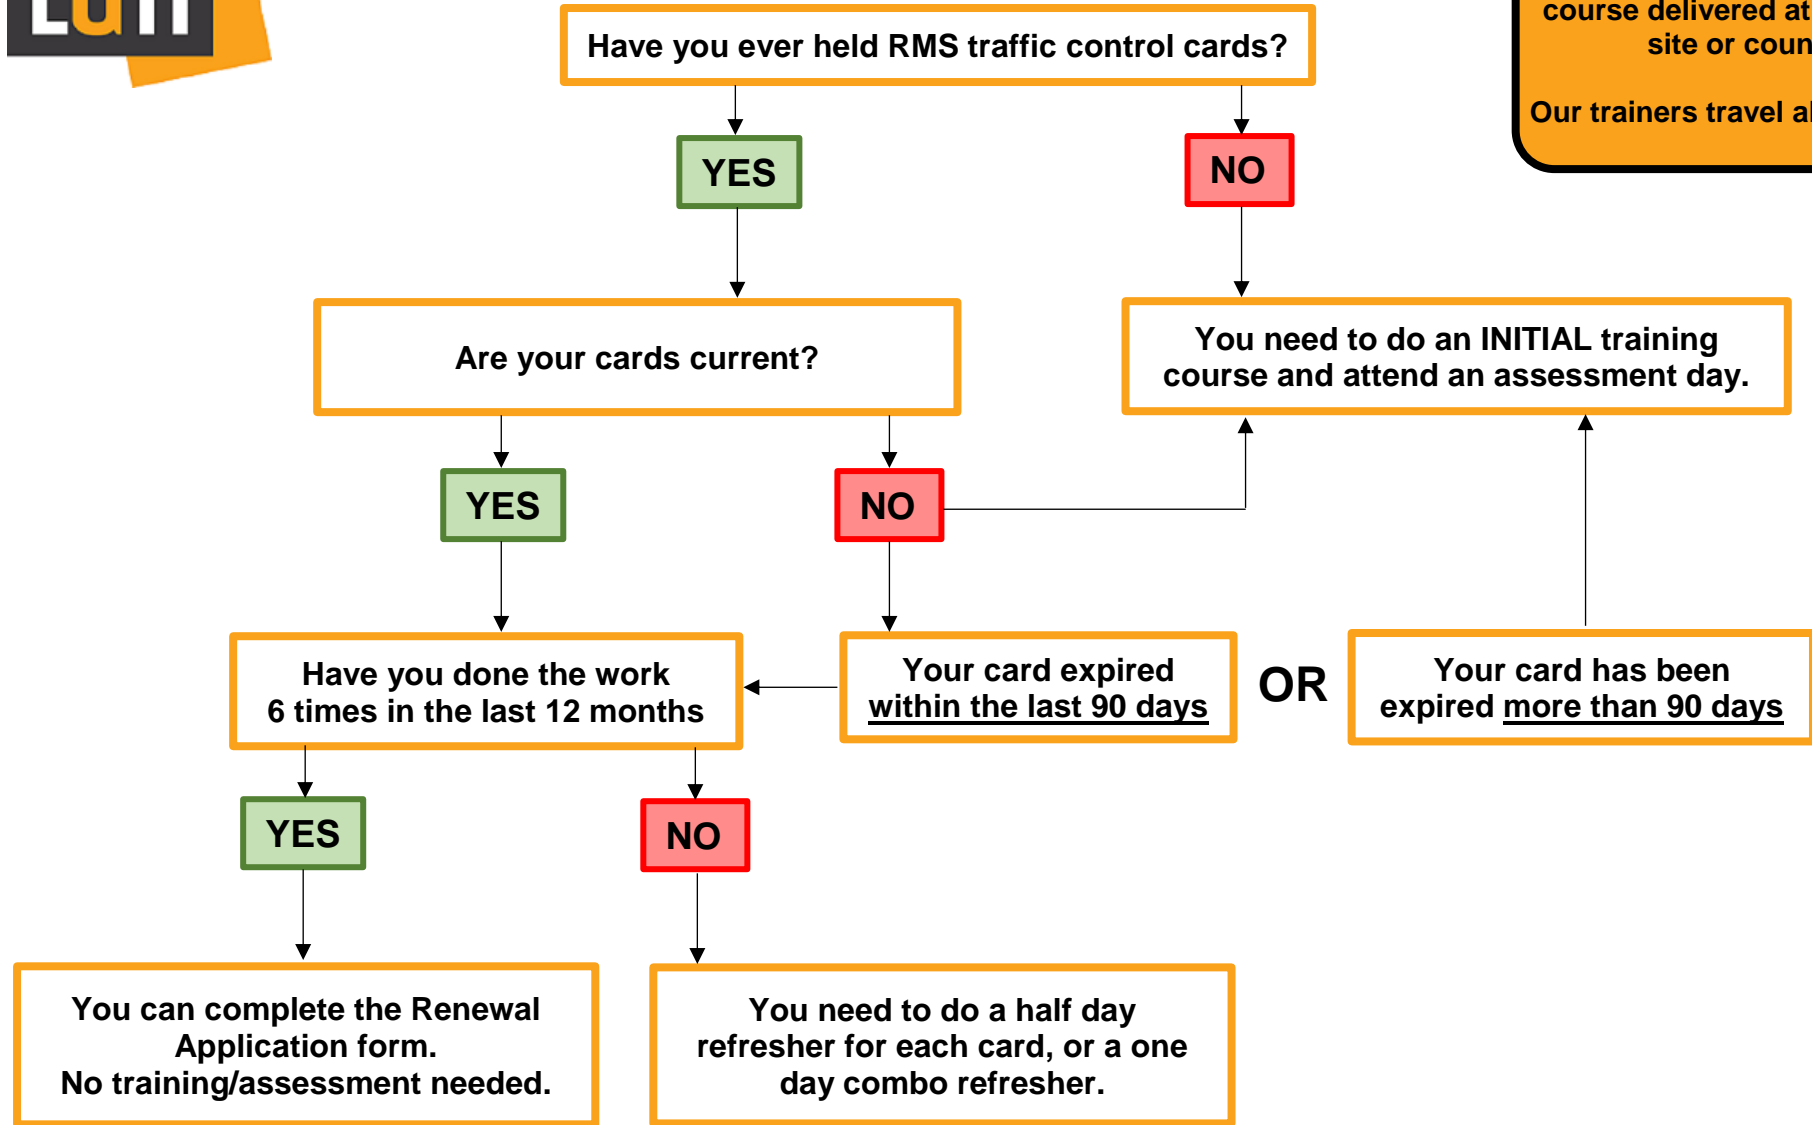 Have you ever held RMS traffic control cards?
course delivered at
site or
Our trainers travel
YES
NO
Are your cards current?
You need to do an INITIAL training
course and attend an assessment day.
YES
NO
Have you done the work
6 times in the last 12 months
Your card expired
within the last 90 days
OR
Your card has been
expired more than 90 days
YES
NO
You can complete the Renewal
Application form.
No training/assessment needed.
You need to do a half day
refresher for each card, or a one
day combo refresher.